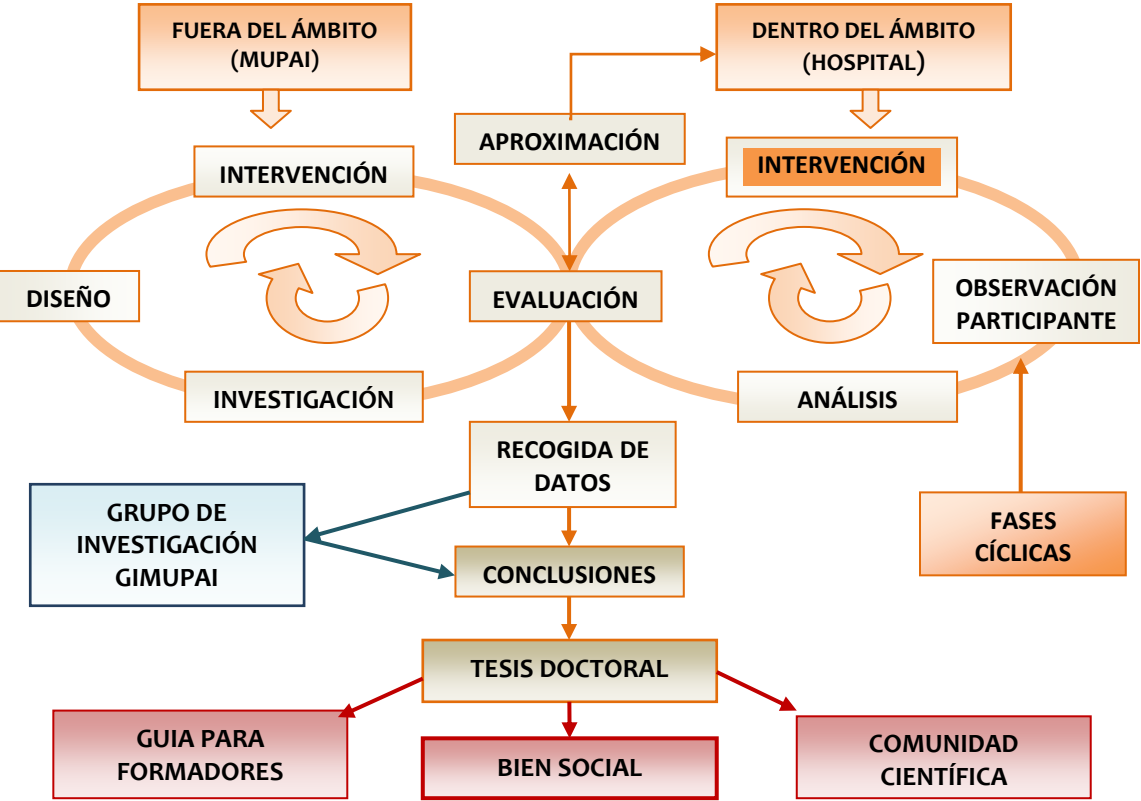 FUERA DEL ÁMBITO
(MUPAI)
DENTRO DEL ÁMBITO
(HOSPITAL)
APROXIMACIÓN
INTERVENCIÓN
INTERVENCIÓN
DISEÑO
EVALUACIÓN
OBSERVACIÓN
PARTICIPANTE
INVESTIGACIÓN
ANÁLISIS
RECOGIDA DE
DATOS
GRUPO DE
INVESTIGACIÓN
GIMUPAI
FASES
CÍCLICAS
CONCLUSIONES
TESIS DOCTORAL
GUIA PARA
FORMADORES
BIEN SOCIAL
COMUNIDAD
CIENTÍFICA